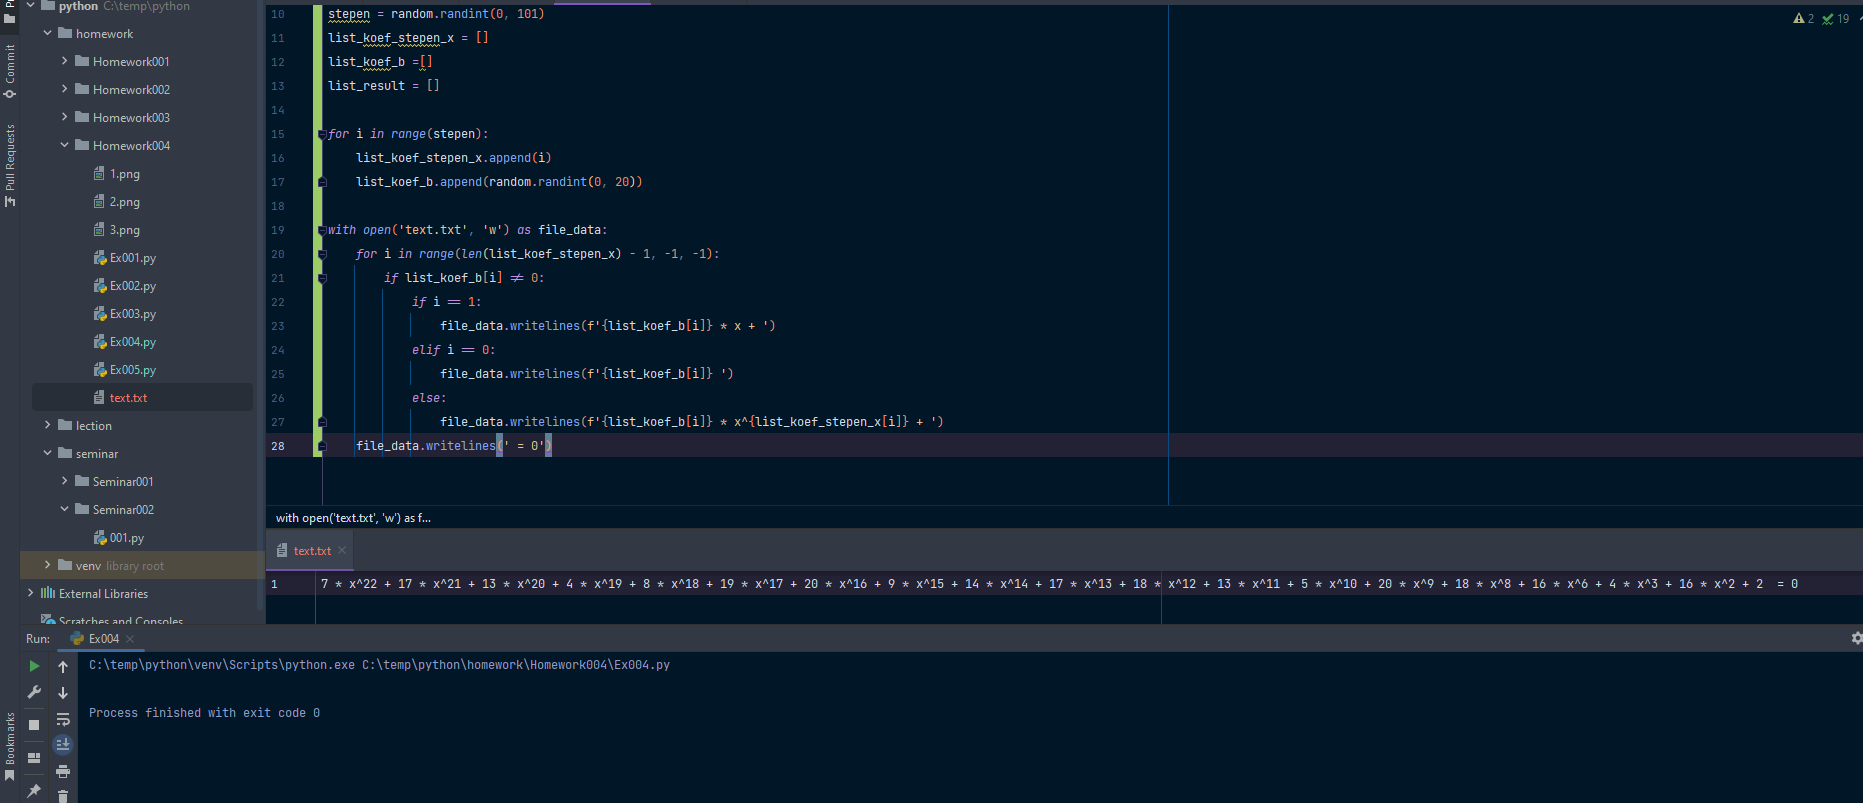 python C:\temp\python
homework
Homework001
Homework002
Homework003
Homework004
1.png
2.png
3.png
Ex001.py
Ex002.py
Ex003.py
Ex004.py
Ex005.py
text.txt
lection
seminar
Seminar001
Seminar002
001.py
venv library root
External Libraries
Scratches and Consoles
Commit
Pull Requests
Bookmarks
10 stepen = random.randint(0, 101)
11 list_koef_stepen_x = []
12 list_koef_b =[]
13 list_result = []
14
15 for i in range(stepen):
16 list_koef_stepen_x.append(i)
17 list_koef_b.append(random.randint(0, 20))
18
19 with open('text.txt', 'w') as file_data:
20 for i in range(len(list_koef_stepen_x) - 1, -1, -1):
21 if list_koef_b[i] != 0:
22 if i == 1:
23 file_data.writelines(f'{list_koef_b[i]} * x + ')
24 elif i == 0:
25 file_data.writelines(f'{list_koef_b[i]} ')
26 else:
27 file_data.writelines(f'{list_koef_b[i]} * x^{list_koef_stepen_x[i]} + ')
28 file_data.writelines(' = 0')
2 19
with open('text.txt', 'w') as f...
text.txt
1 7 * x^22 + 17 * x^21 + 13 * x^20 + 4 * x^19 + 8 * x^18 + 19 * x^17 + 20 * x^16 + 9 * x^15 + 14 * x^14 + 17 * x^13 + 18 * x^12 + 13 * x^11 + 5 * x^10 + 20 * x^9 + 18 * x^8 + 16 * x^6 + 4 * x^3 + 16 * x^2 + 2  = 0
Run: Ex004
C:\temp\python\venv\Scripts\python.exe C:\temp\python\homework\Homework004\Ex004.py
Process finished with exit code 0